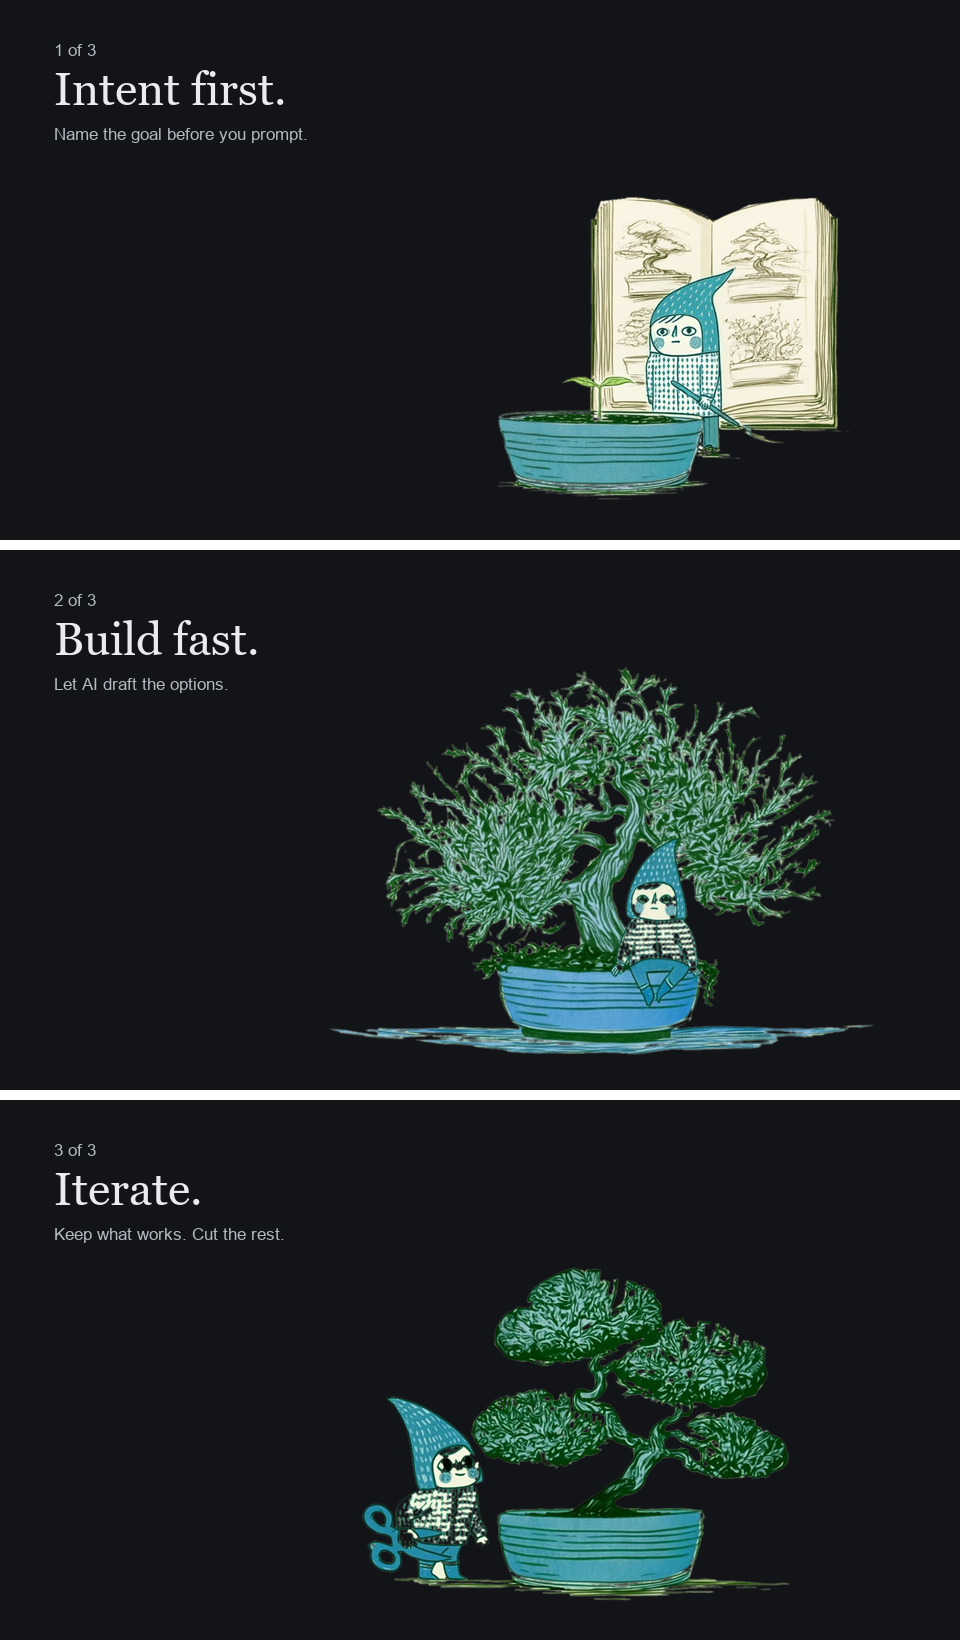 1 of 3
Intent first.
Name the goal before you prompt.
2 of 3
Build fast.
Let AI draft the options.
3 of 3
Iterate.
Keep what works. Cut the rest.